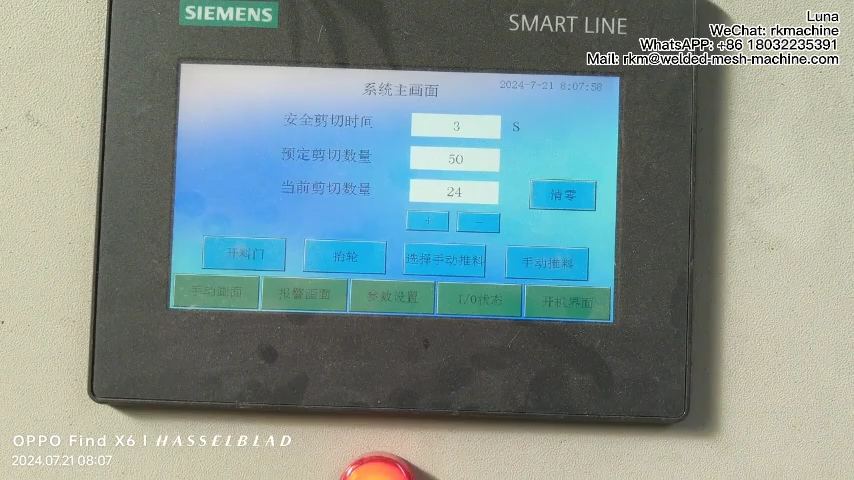 SIEMENS
SMART LINE
Luna
WeChat: rkmachine
WhatsAPP: +86 18032235391
Mail: rkm@welded-mesh-machine.com
系统主画面
2024-7-21 8:07:58
安全剪切时间 3 S
预定剪切数量 50
当前剪切数量 24 清零
+ -
开料门 抬轮 选择手动推料 手动推料
手动画面 报警画面 参数设置 I/O状态 开机界面
OPPO Find X6 | HASSELBLAD
2024.07.21 08:07